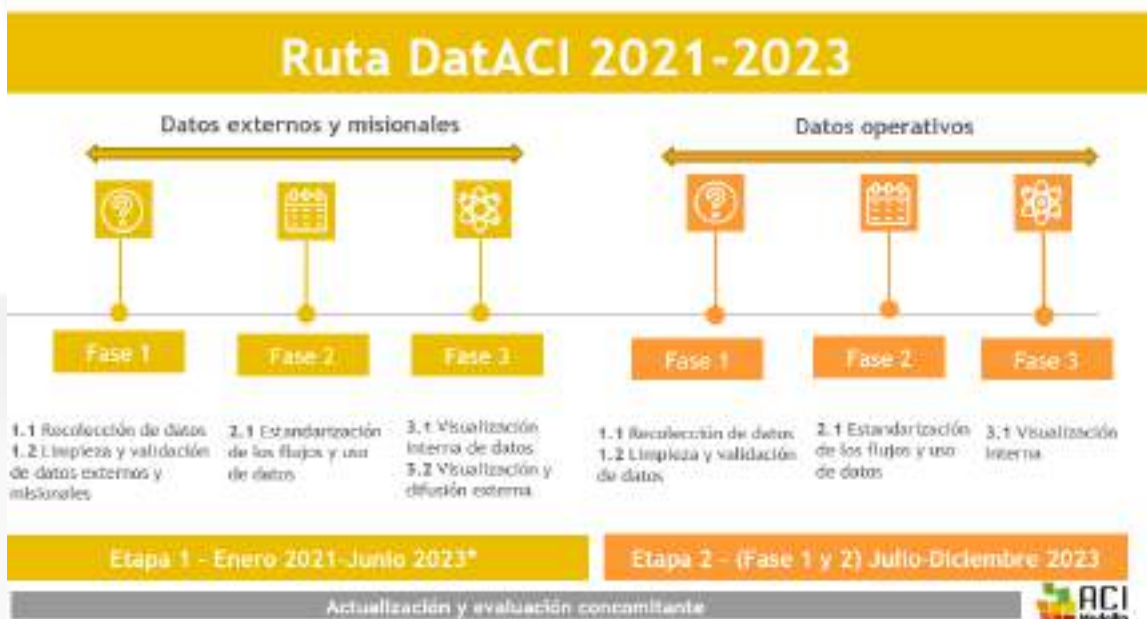 Ruta DatACI 2021-2023
Datos externos y misionales
Datos operativos
Fase 1
Fase 2
Fase 3
Fase 1
Fase 2
Fase 3
1.1 Recolección de datos
1.2 Limpieza y validación
de datos externos y
misionales
2.1 Estandarización
de los flujos y uso
de datos
3.1 Visualización
interna de datos
3.2 Visualización y
difusión externa
1.1 Recolección de datos
1.2 Limpieza y validación
de datos
2.1 Estandarización
de los flujos y uso
de datos
3.1 Visualización
interna
Etapa 1 - Enero 2021-Junio 2023*
Etapa 2 - (Fase 1 y 2) Julio-Diciembre 2023
Actualización y evaluación concomitante
ACI
Medellín